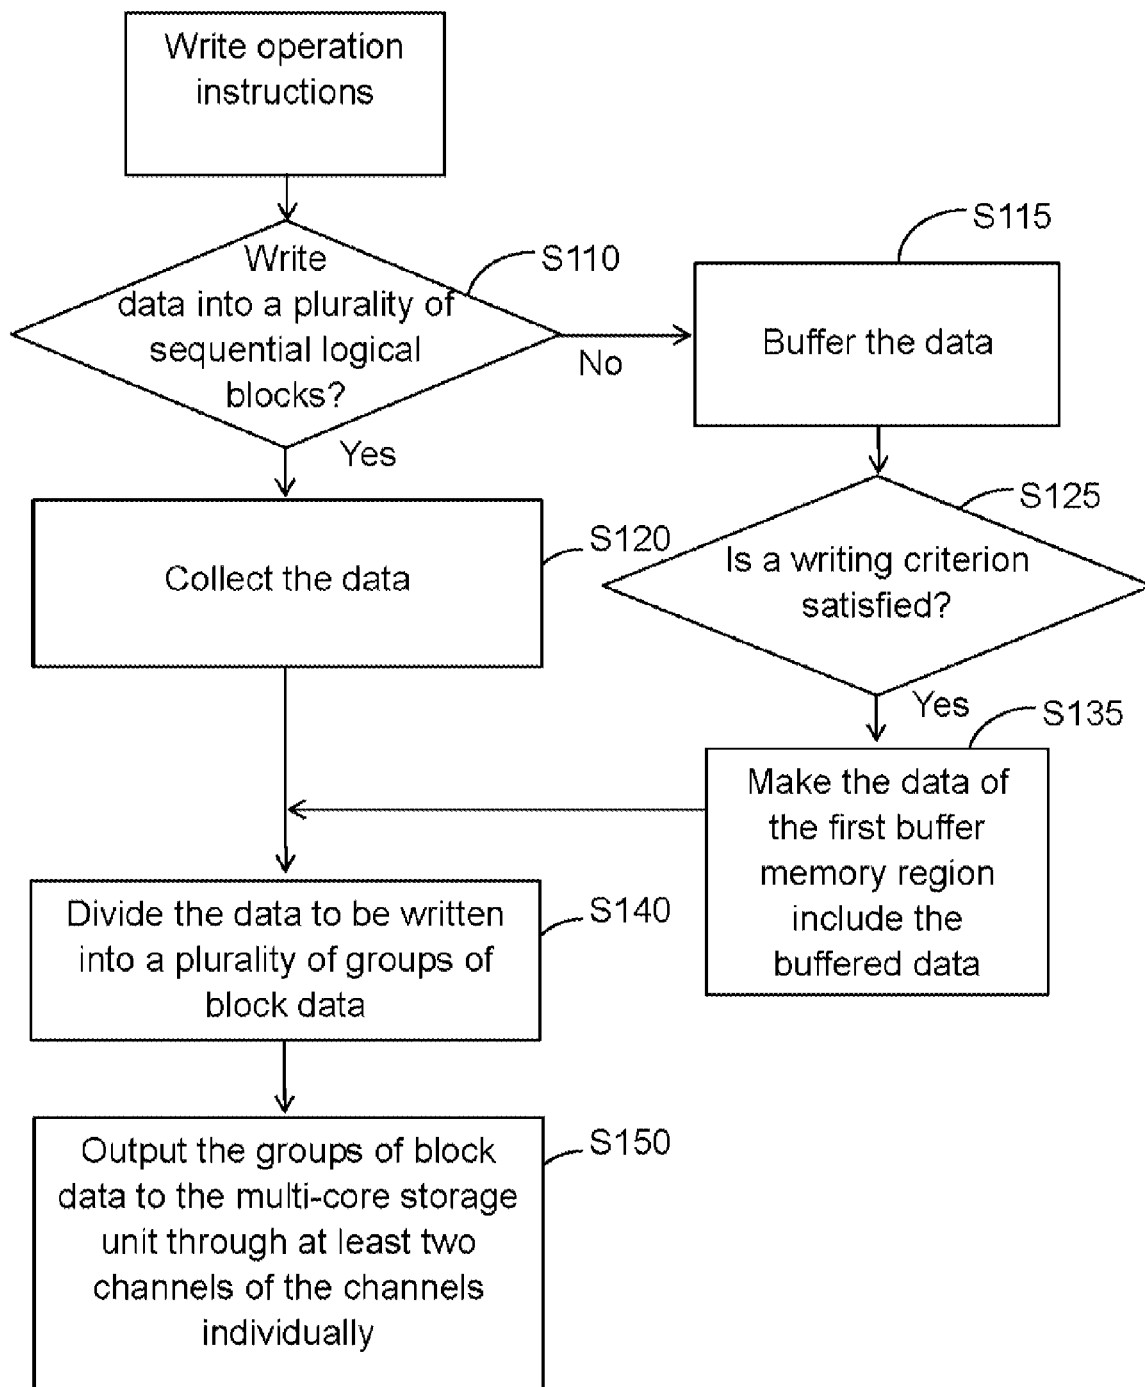 Write operation
instructions
Write
data into a plurality of
sequential logical
blocks?
S110
No
Yes
S115
Buffer the data
S125
Is a writing criterion
satisfied?
Yes
S120
Collect the data
S135
Make the data of
the first buffer
memory region
include the
buffered data
S140
Divide the data to be written
into a plurality of groups of
block data
S150
Output the groups of block
data to the multi-core storage
unit through at least two
channels of the channels
individually